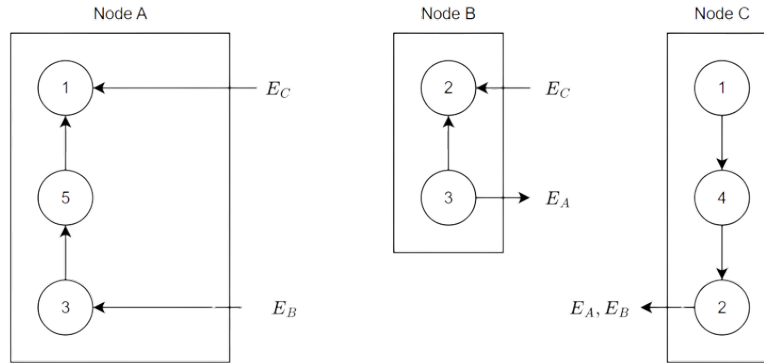 Node A
Node B
Node C
1
E_C
2
E_C
1
5
3
E_A
4
3
E_B
E_A, E_B
2